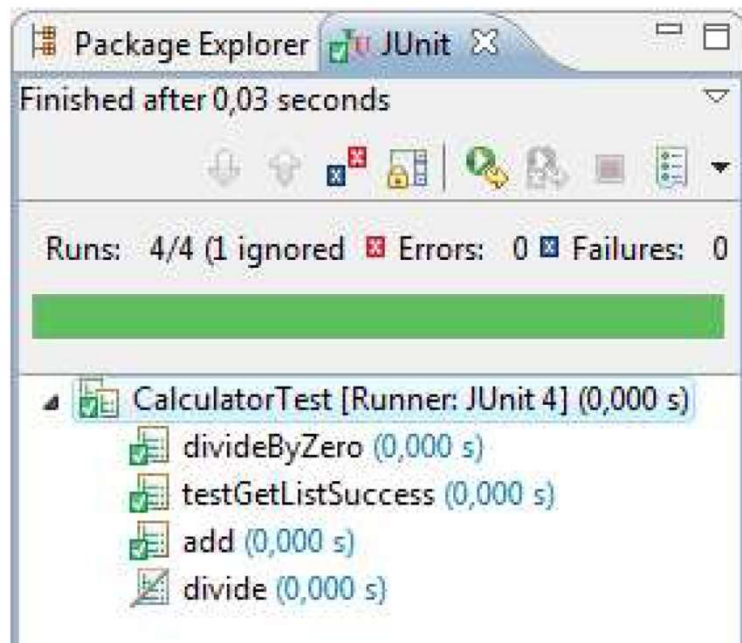 Package Explorer JUnit
Finished after 0,03 seconds
Runs: 4/4 (1 ignored Errors: 0 Failures: 0
CalculatorTest [Runner: JUnit 4] (0,000 s)
divideByZero (0,000 s)
testGetListSuccess (0,000 s)
add (0,000 s)
divide (0,000 s)